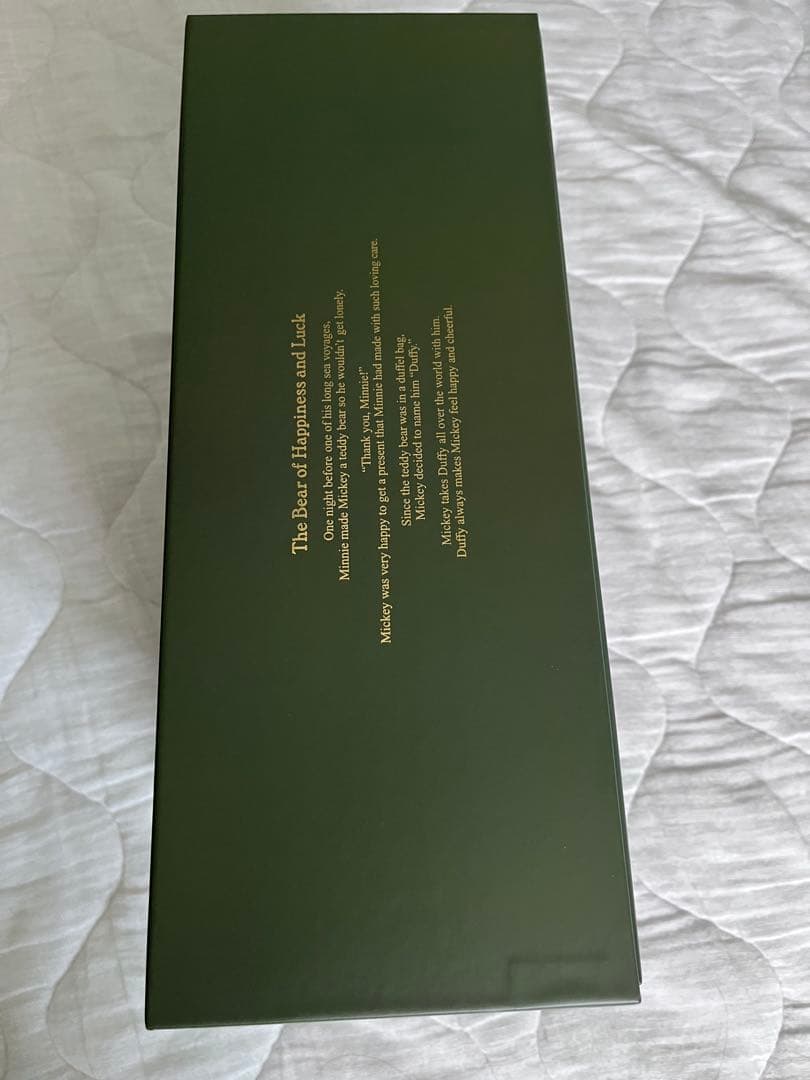 The Bear of Happiness and Luck
One night before one of his long sea voyages,
Minnie made Mickey a teddy bear so he wouldn't get lonely.
"Thank you, Minnie!"
Mickey was very happy to get a present that Minnie had made with such loving care.
Since the teddy bear was in a duffel bag,
Mickey decided to name him "Duffy."
Mickey takes Duffy all over the world with him.
Duffy always makes Mickey feel happy and cheerful.